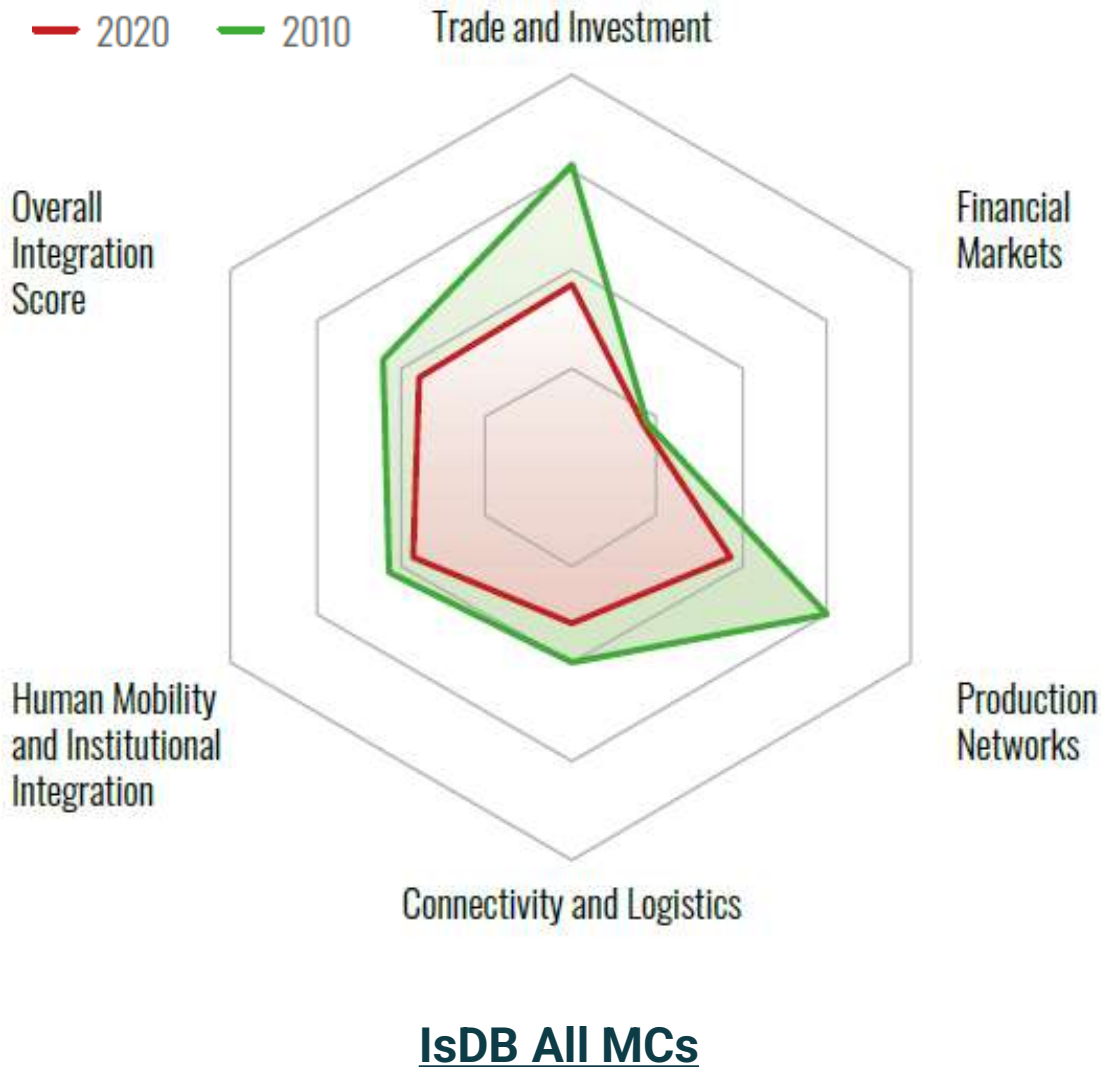 2020 2010
Trade and Investment
Overall
Integration
Score
Financial
Markets
Human Mobility
and Institutional
Integration
Production
Networks
Connectivity and Logistics
IsDB All MCs